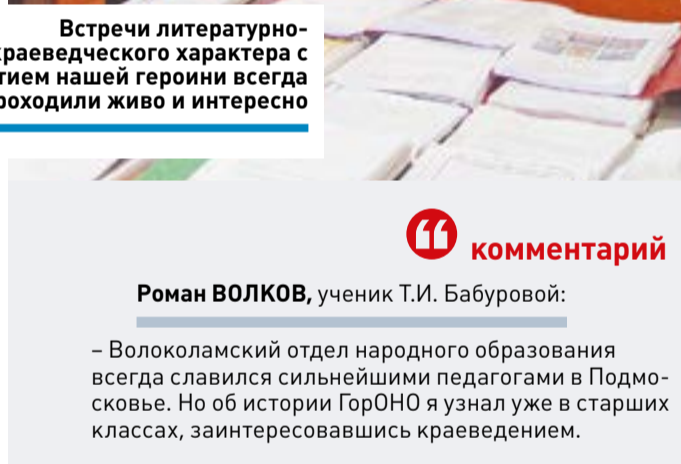 Встречи литературно-
краеведческого характера с
тием нашей героини всегда
роходили живо и интересно
комментарий
Роман ВОЛКОВ, ученик Т.И. Бабуровой:
– Волоколамский отдел народного образования
всегда славился сильнейшими педагогами в Подмо-
сковье. Но об истории ГорОНО я узнал уже в старших
классах, заинтересовавшись краеведением.